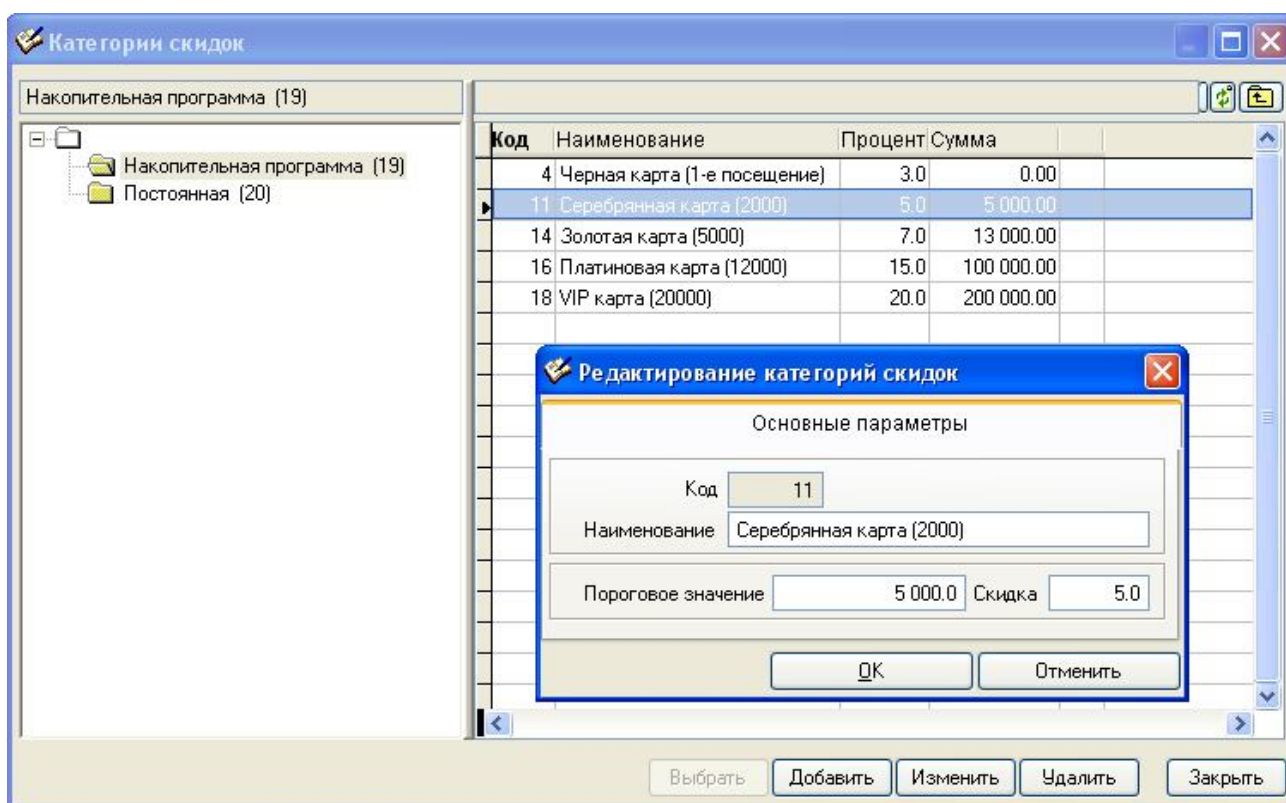 Категории скидок
Накопительная программа (19)
Накопительная программа (19)
Постоянная (20)
Код Наименование Процент Сумма
4 Черная карта (1-е посещение) 3.0 0.00
11 Серебрянная карта (2000) 5.0 5 000.00
14 Золотая карта (5000) 7.0 13 000.00
16 Платиновая карта (12000) 15.0 100 000.00
18 VIP карта (20000) 20.0 200 000.00
Редактирование категорий скидок
Основные параметры
Код 11
Наименование Серебрянная карта (2000)
Пороговое значение 5 000.0 Скидка 5.0
OK Отменить
Выбрать Добавить Изменить Удалить Закрыть